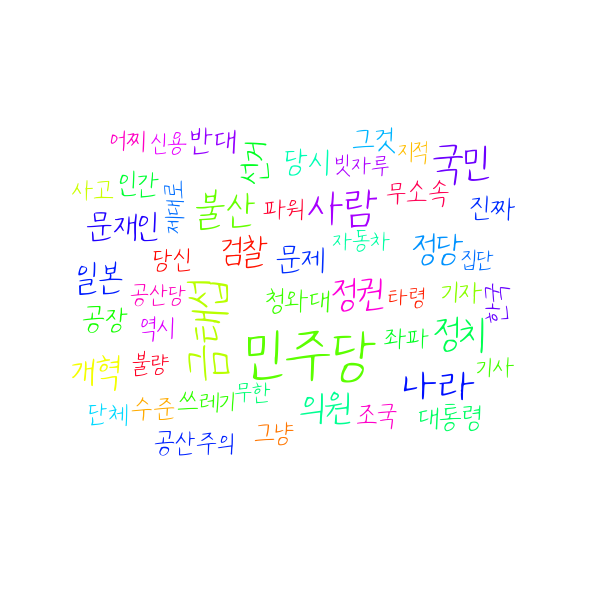 어찌 신용 반대 선거 당시 그것 지적
빗자루 국민
사고 인간 제대로 불산 파워 사람 무소속 진짜
문재인 당신 검찰 문제 자동차 정당 집단
일본 공산당 금태섭 청와대 정권 타령 기자 한국
공장 역시 민주당 좌파 정치
개혁 불량 무한 나라 기사
단체 수준 쓰레기 의원 조국 대통령
공산주의 그냥